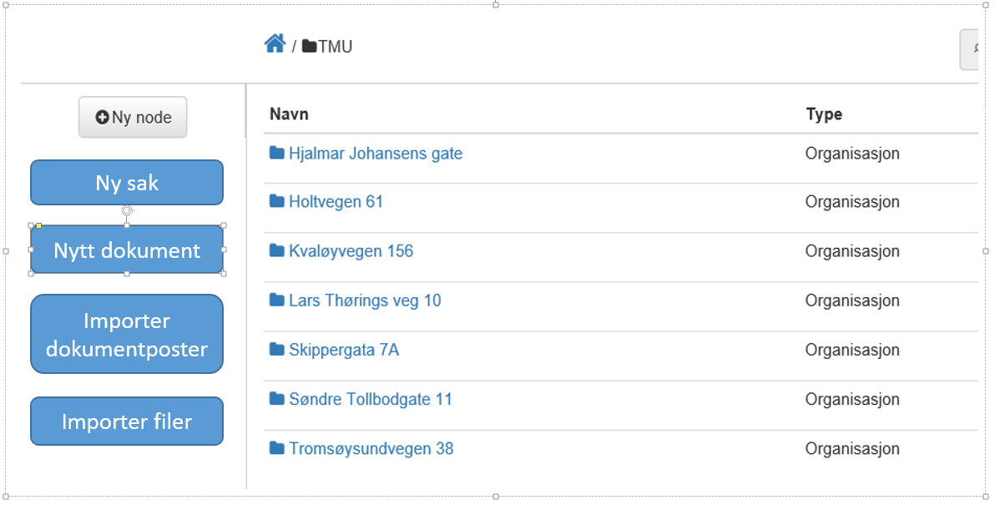 / TMU
Ny node
Ny sak
Nytt dokument
Importer
dokumentposter
Importer filer
Navn Type
Hjalmar Johansens gate Organisasjon
Holtvegen 61 Organisasjon
Kvaløyvegen 156 Organisasjon
Lars Thørings veg 10 Organisasjon
Skippergata 7A Organisasjon
Søndre Tollbodgate 11 Organisasjon
Tromsøysundvegen 38 Organisasjon